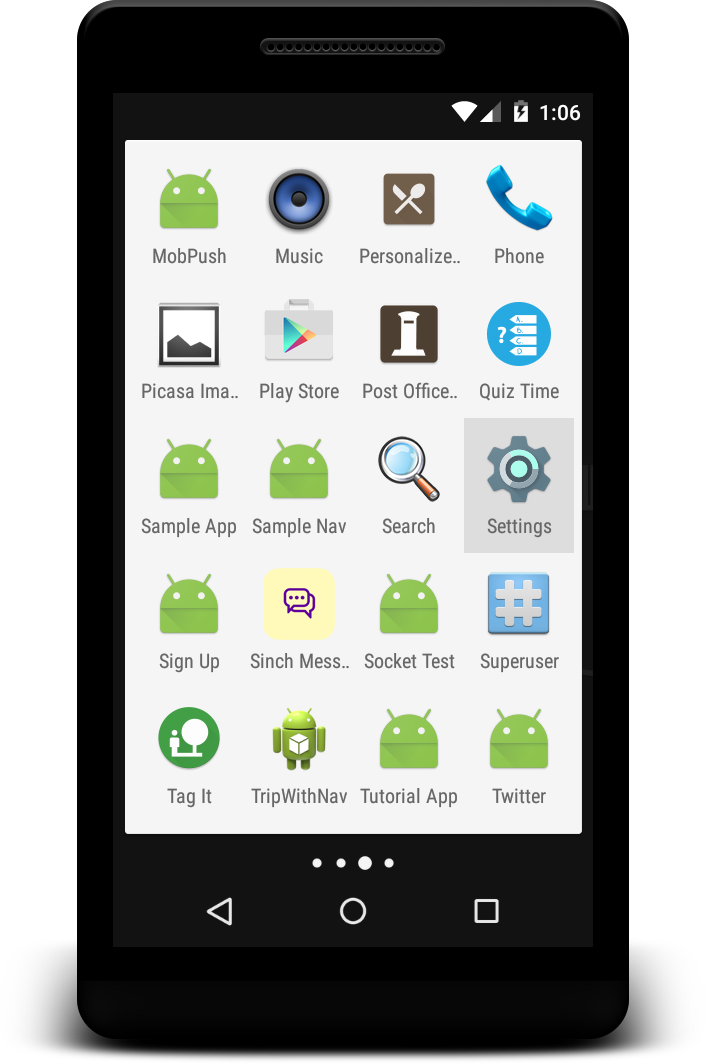 1:06
MobPush
Music
Personalize..
Phone
Picasa Ima..
Play Store
Post Office..
Quiz Time
? A. B. C. D.
Sample App
Sample Nav
Search
Settings
Sign Up
Sinch Mess..
Socket Test
Superuser
Tag It
TripWithNav
Tutorial App
Twitter